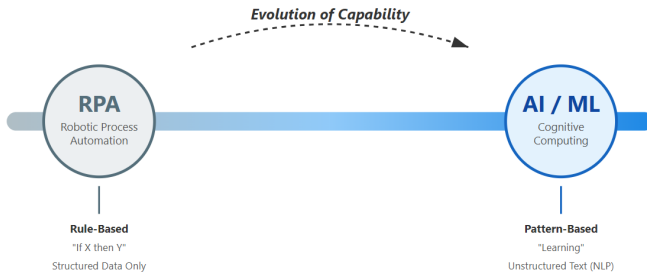 Evolution of Capability
RPA
Robotic Process
Automation
AI / ML
Cognitive
Computing
Rule-Based
"If X then Y"
Structured Data Only
Pattern-Based
"Learning"
Unstructured Text (NLP)